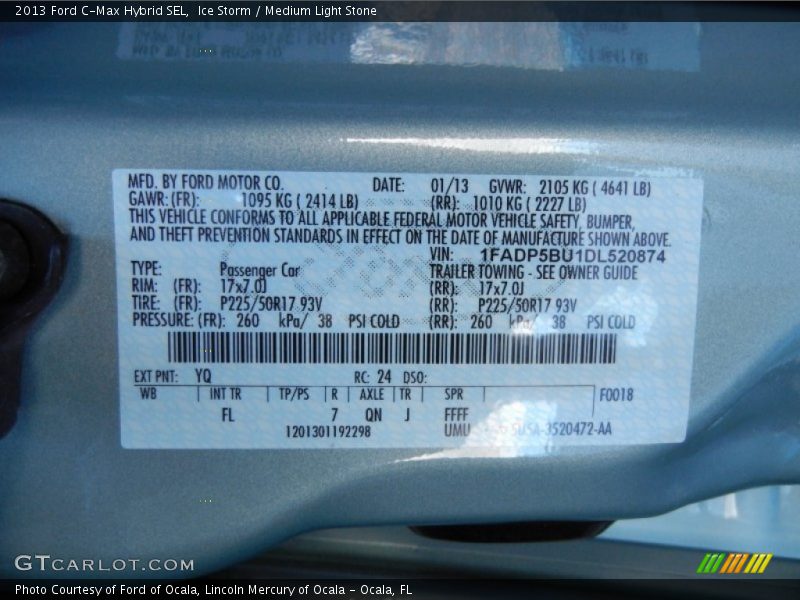 2013 Ford C-Max Hybrid SEL,  Ice Storm / Medium Light Stone
MFD. BY FORD MOTOR CO. DATE: 01/13 GVWR: 2105 KG ( 4641 LB)
GAWR: (FR): 1095 KG ( 2414 LB) (RR): 1010 KG ( 2227 LB)
THIS VEHICLE CONFORMS TO ALL APPLICABLE FEDERAL MOTOR VEHICLE SAFETY, BUMPER,
AND THEFT PREVENTION STANDARDS IN EFFECT ON THE DATE OF MANUFACTURE SHOWN ABOVE.
VIN: 1FADP5BU1DL520874
TYPE: Passenger Car TRAILER TOWING - SEE OWNER GUIDE
RIM: (FR): 17x7.0J (RR): 17x7.0J
TIRE: (FR): P225/50R17 93V (RR): P225/50R17 93V
PRESSURE: (FR): 260 kPa/ 38 PSI COLD (RR): 260 kPa/ 38 PSI COLD
EXT PNT: YQ RC: 24 DSO:
WB INT TR TP/PS R AXLE TR SPR F0018
FL 7 QN J FFFF
1201301192298 UMU 5U5A-3520472-AA
GTCARLOT.COM
Photo Courtesy of Ford of Ocala, Lincoln Mercury of Ocala - Ocala, FL